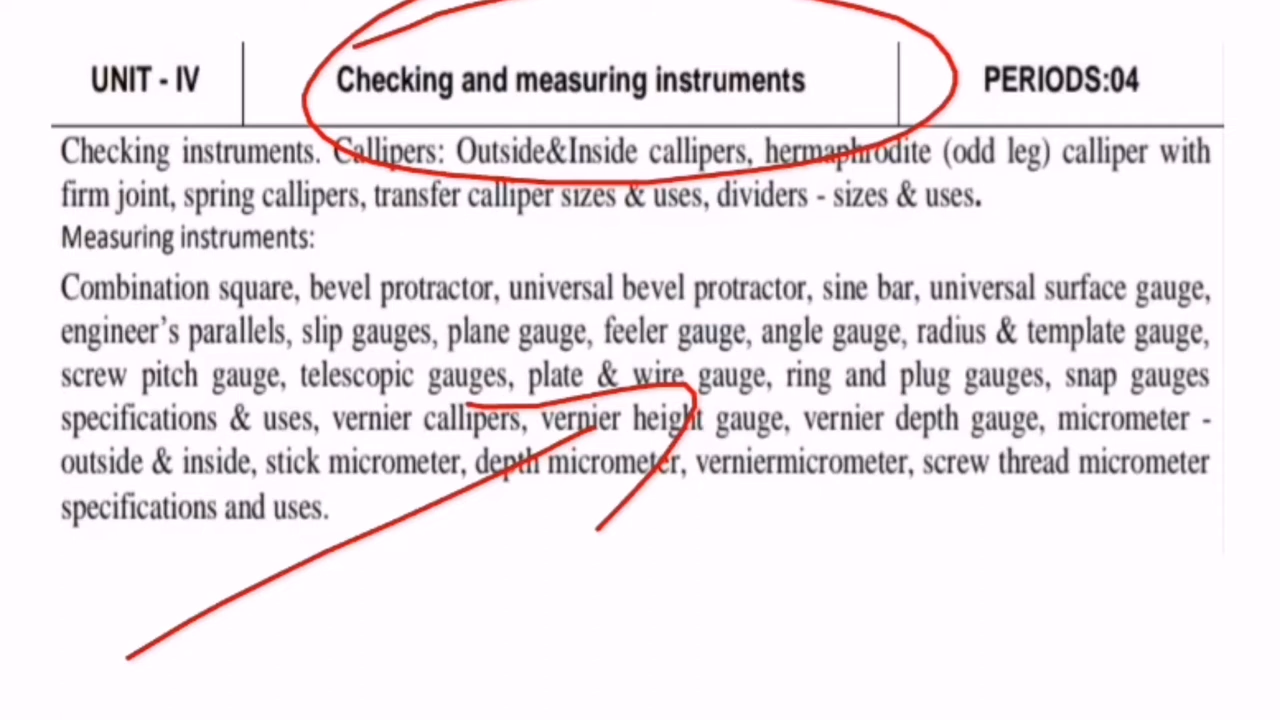 UNIT - IV Checking and measuring instruments PERIODS:04
Checking instruments. Callipers: Outside&Inside callipers, hermaphrodite (odd leg) calliper with
firm joint, spring callipers, transfer calliper sizes & uses, dividers - sizes & uses.
Measuring instruments:
Combination square, bevel protractor, universal bevel protractor, sine bar, universal surface gauge,
engineer's parallels, slip gauges, plane gauge, feeler gauge, angle gauge, radius & template gauge,
screw pitch gauge, telescopic gauges, plate & wire gauge, ring and plug gauges, snap gauges
specifications & uses, vernier callipers, vernier height gauge, vernier depth gauge, micrometer -
outside & inside, stick micrometer, depth micrometer, verniermicrometer, screw thread micrometer
specifications and uses.